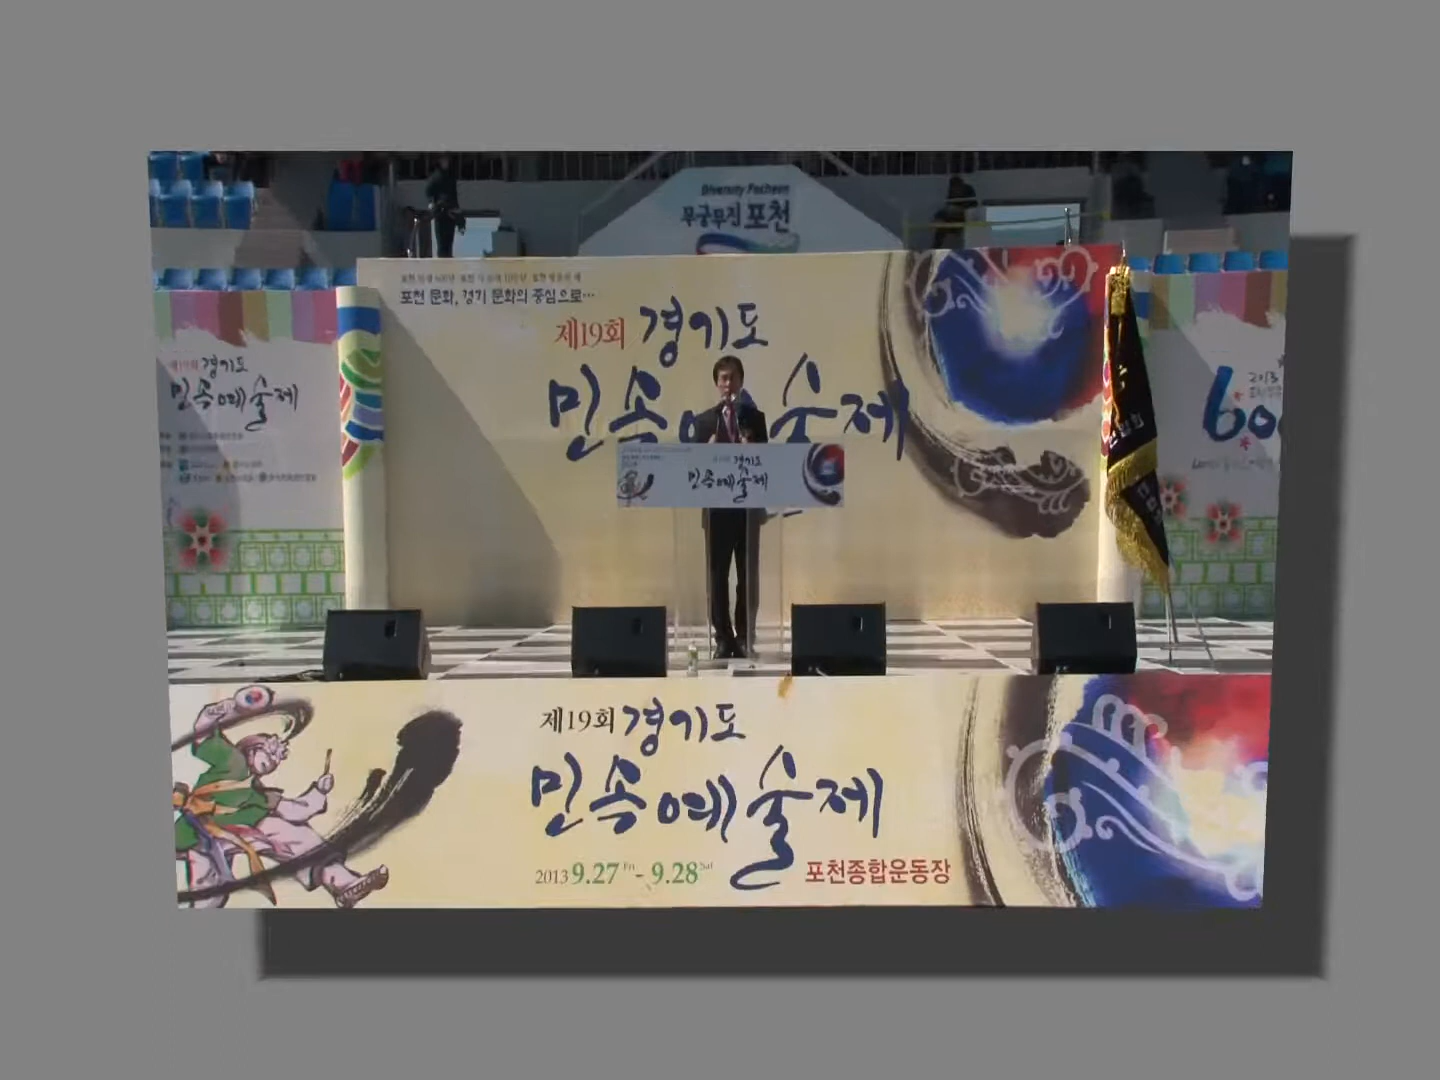 Diversity Pocheon
무궁무진 포천
포천 문화, 경기 문화의 중심으로…
제19회 경기도
민속예술제
제19회 경기도
민속예술제
2013
60
경기도
민속예술제
제19회 경기도
민속예술제
2013 9.27 Fri - 9.28 Sat
포천종합운동장